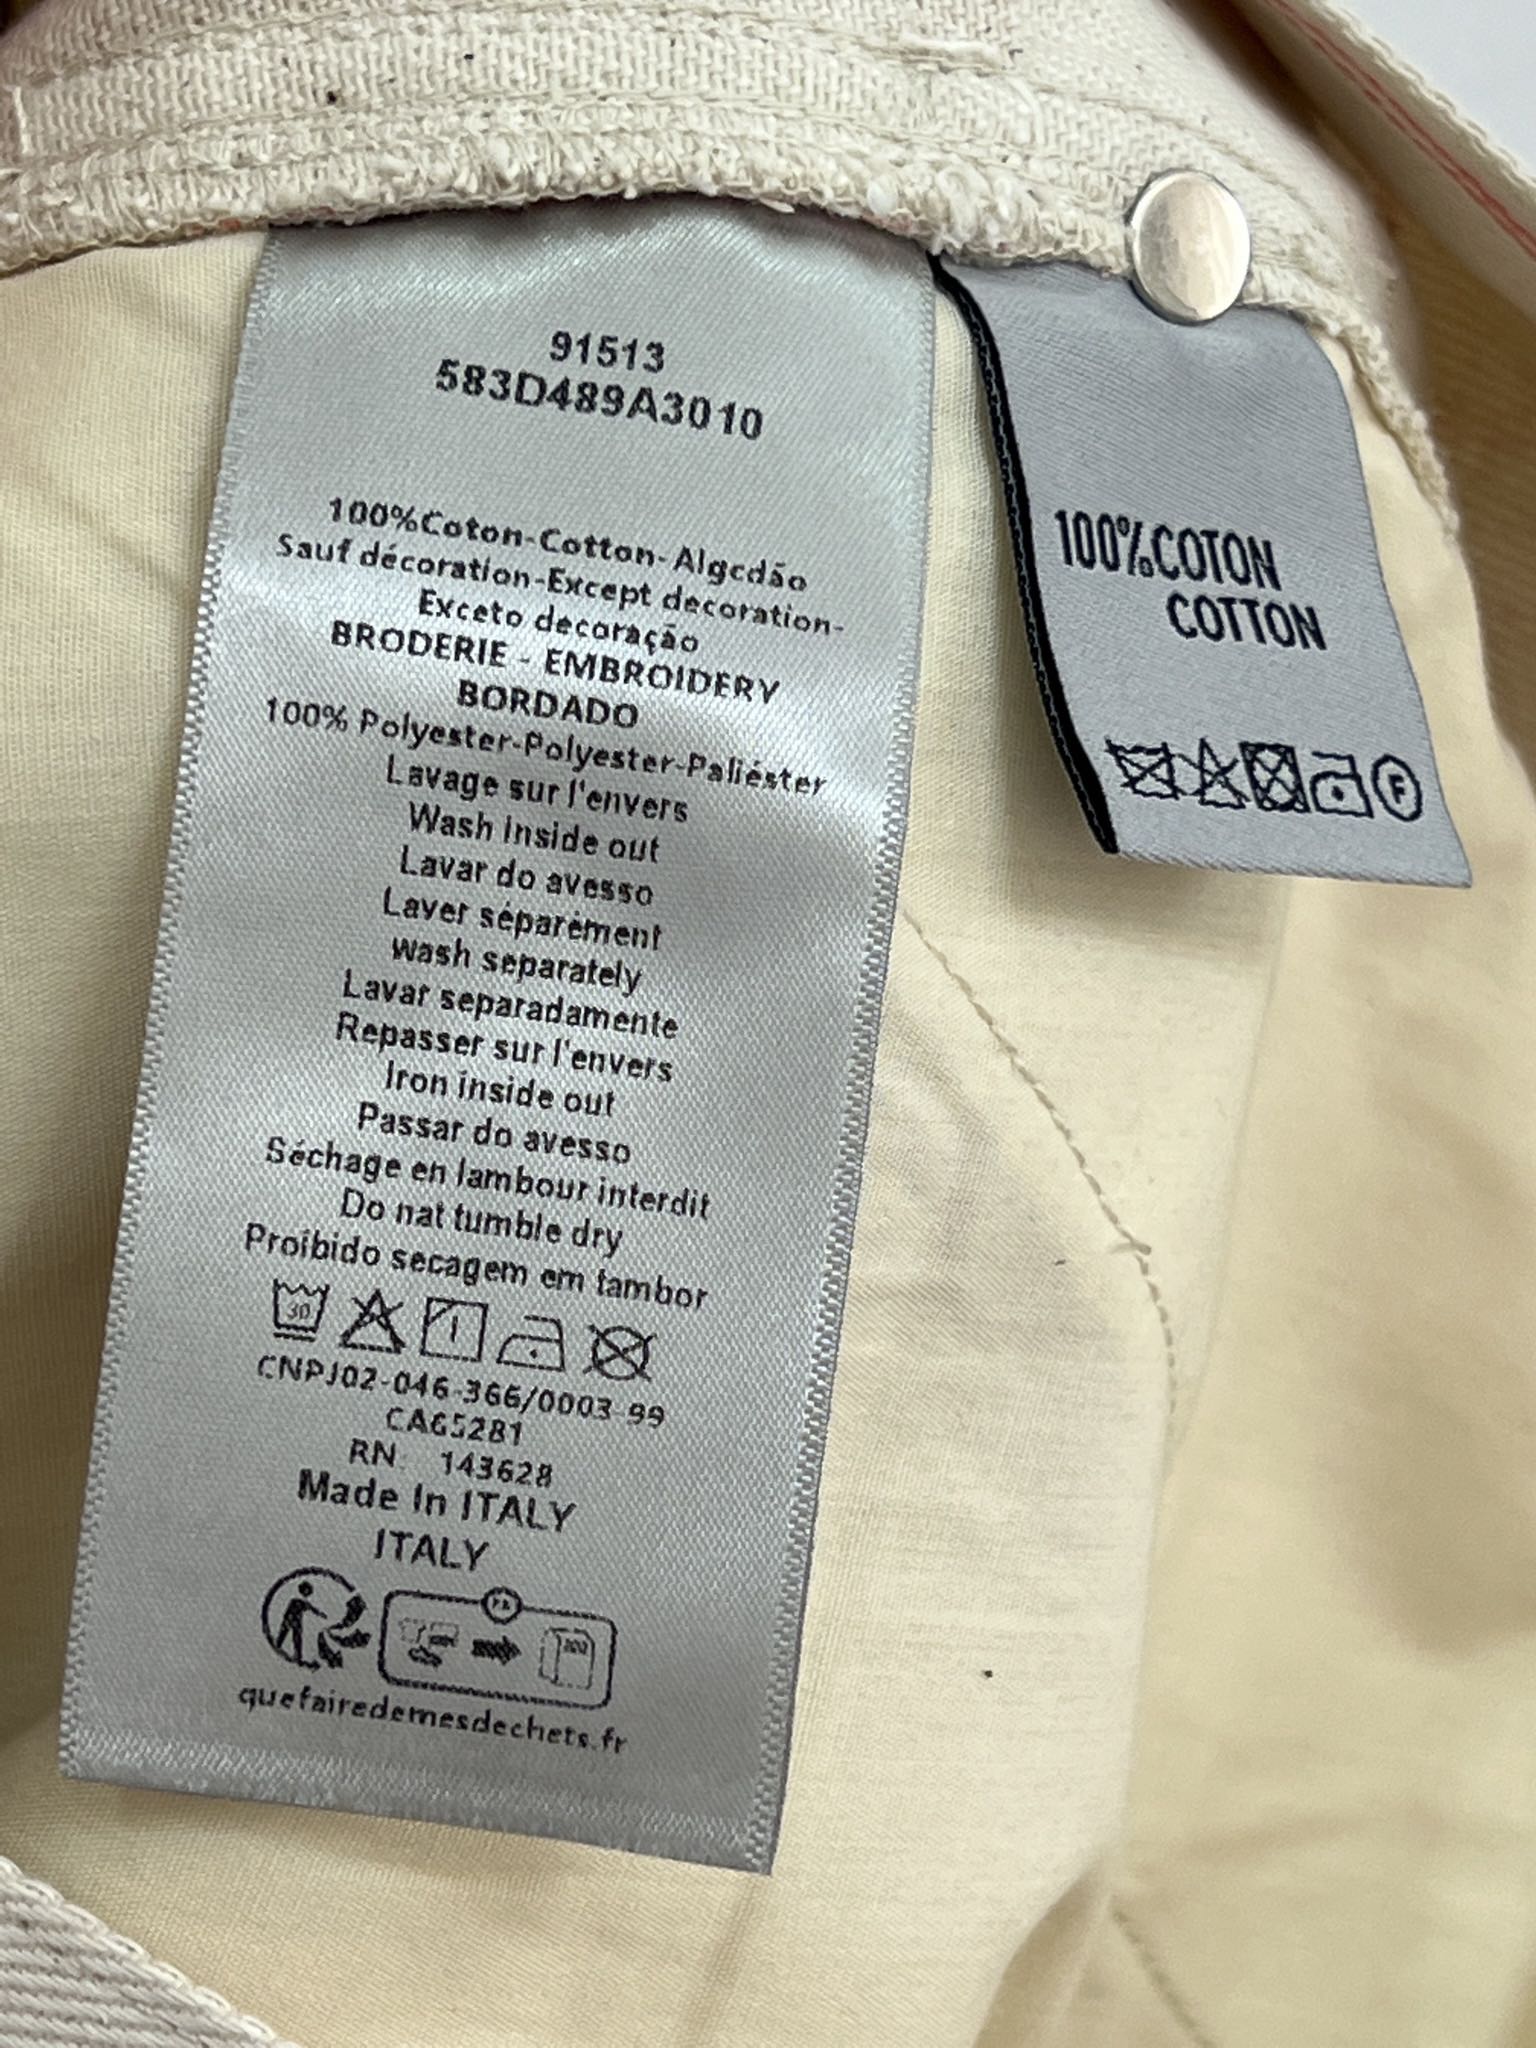 91513
583D489A3010
100%Coton-Cotton-Algcdão
Sauf décoration-Except decoration-
Exceto decoração
BRODERIE - EMBROIDERY
BORDADO
100% Polyester-Polyester-Paliéster
Lavage sur l'envers
Wash inside out
Lavar do avesso
Laver séparément
wash separately
Lavar separadamente
Repasser sur l'envers
Iron inside out
Passar do avesso
Séchage en lambour interdit
Do nat tumble dry
Proíbido secagem em tambor
30
CNPJ02-046-366/0003-99
CA65281
RN: 143628
Made In ITALY
ITALY
FR
quefairedemesdechets.fr
100%COTON
COTTON
F